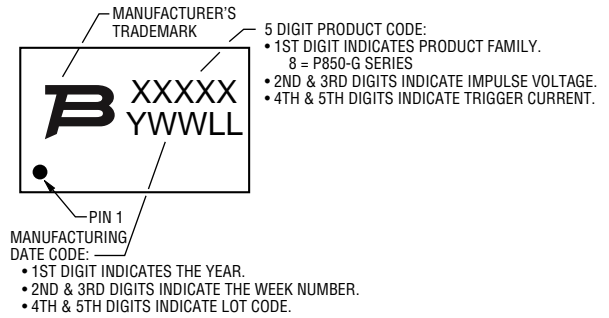 MANUFACTURER'S
TRADEMARK
5 DIGIT PRODUCT CODE:
• 1ST DIGIT INDICATES PRODUCT FAMILY.
8 = P850-G SERIES
• 2ND & 3RD DIGITS INDICATE IMPULSE VOLTAGE.
• 4TH & 5TH DIGITS INDICATE TRIGGER CURRENT.
XXXXX
YWWLL
PIN 1
MANUFACTURING
DATE CODE:
• 1ST DIGIT INDICATES THE YEAR.
• 2ND & 3RD DIGITS INDICATE THE WEEK NUMBER.
• 4TH & 5TH DIGITS INDICATE LOT CODE.